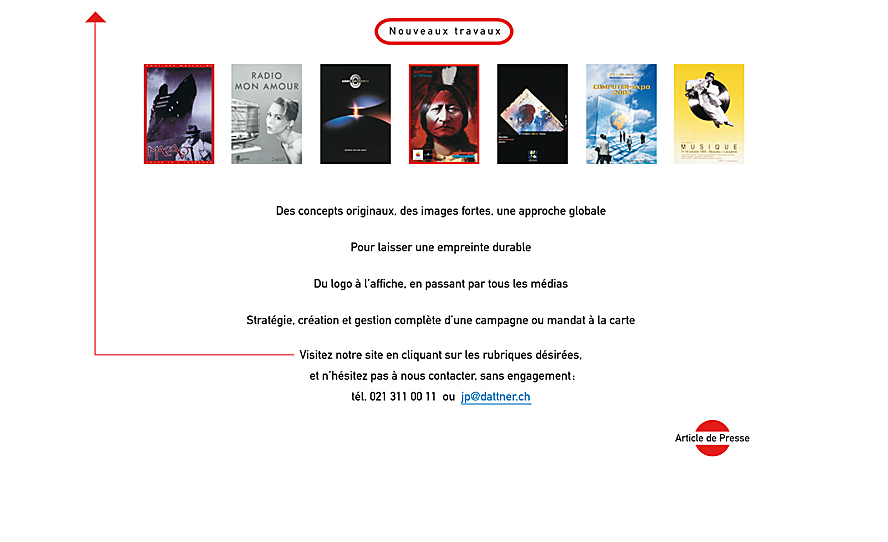 Nouveaux travaux
RADIO
MON AMOUR
COMPUTER-Expo
2002
MUSIQUE
Des concepts originaux, des images fortes, une approche globale
Pour laisser une empreinte durable
Du logo à l'affiche, en passant par tous les médias
Stratégie, création et gestion complète d'une campagne ou mandat à la carte
Visitez notre site en cliquant sur les rubriques désirées,
et n'hésitez pas à nous contacter, sans engagement:
tél. 021 311 00 11 ou jp@dattner.ch
Article de Presse